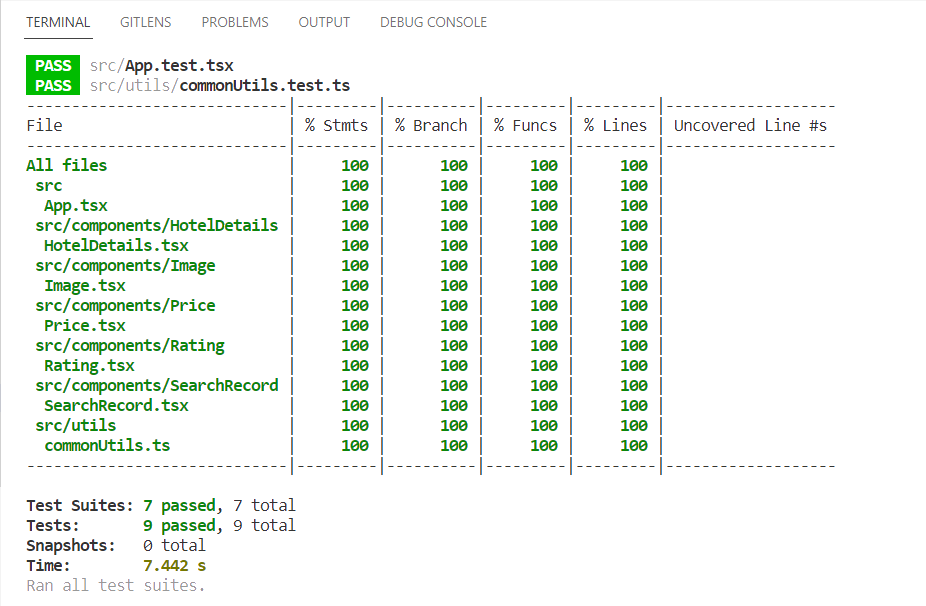 TERMINAL GITLENS PROBLEMS OUTPUT DEBUG CONSOLE
PASS src/App.test.tsx
PASS src/utils/commonUtils.test.ts
-----------------------------|---------|----------|---------|---------|-------------------
File | % Stmts | % Branch | % Funcs | % Lines | Uncovered Line #s
-----------------------------|---------|----------|---------|---------|-------------------
All files | 100 | 100 | 100 | 100 |
src | 100 | 100 | 100 | 100 |
App.tsx | 100 | 100 | 100 | 100 |
src/components/HotelDetails | 100 | 100 | 100 | 100 |
HotelDetails.tsx | 100 | 100 | 100 | 100 |
src/components/Image | 100 | 100 | 100 | 100 |
Image.tsx | 100 | 100 | 100 | 100 |
src/components/Price | 100 | 100 | 100 | 100 |
Price.tsx | 100 | 100 | 100 | 100 |
src/components/Rating | 100 | 100 | 100 | 100 |
Rating.tsx | 100 | 100 | 100 | 100 |
src/components/SearchRecord | 100 | 100 | 100 | 100 |
SearchRecord.tsx | 100 | 100 | 100 | 100 |
src/utils | 100 | 100 | 100 | 100 |
commonUtils.ts | 100 | 100 | 100 | 100 |
-----------------------------|---------|----------|---------|---------|-------------------
Test Suites: 7 passed, 7 total
Tests: 9 passed, 9 total
Snapshots: 0 total
Time: 7.442 s
Ran all test suites.